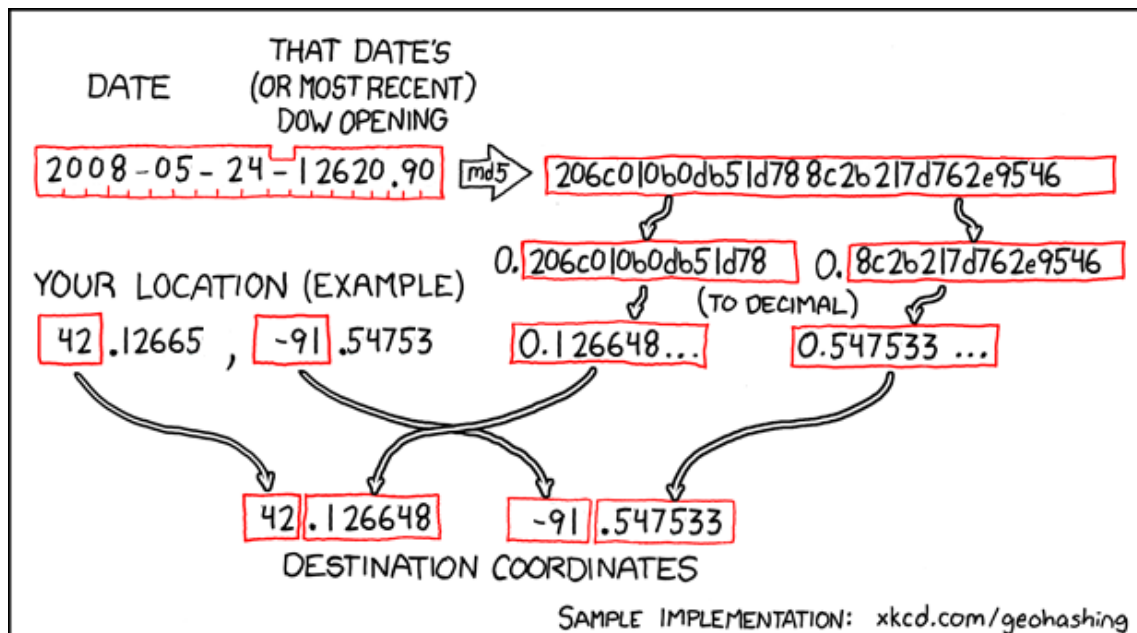 DATE
THAT DATE'S
(OR MOST RECENT)
DOW OPENING
2008-05-24-12620.90
md5
206c010b0db51d788c2b217d762e9546
0.206c010b0db51d78
0.8c2b217d762e9546
YOUR LOCATION (EXAMPLE)
(TO DECIMAL)
42.12665, -91.54753
0.126648...
0.547533...
42.126648
-91.547533
DESTINATION COORDINATES
SAMPLE IMPLEMENTATION: xkcd.com/geohashing